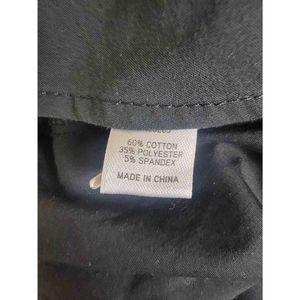 60% COTTON
35% POLYESTER
5% SPANDEX
MADE IN CHINA